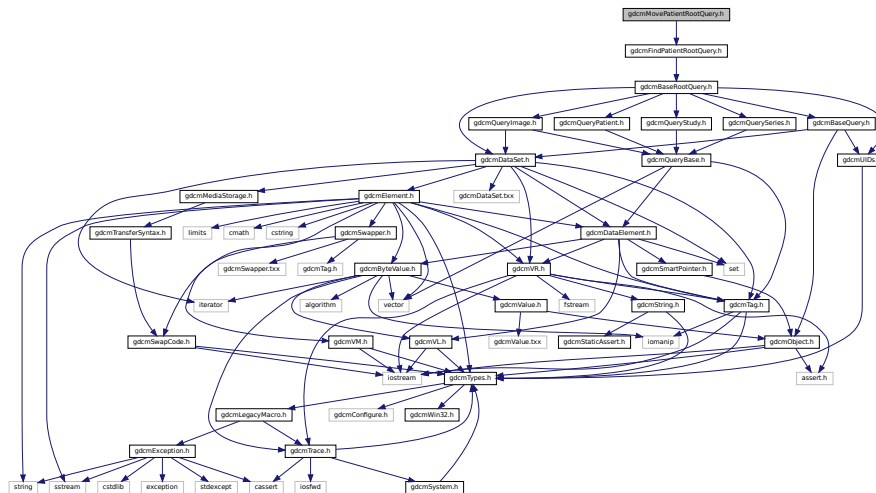 gdcmMovePatientRootQuery.h
gdcmFindPatientRootQuery.h
gdcmBaseRootQuery.h
gdcmQueryImage.h
gdcmQueryPatient.h
gdcmQueryStudy.h
gdcmQuerySeries.h
gdcmBaseQuery.h
gdcmDataSet.h
gdcmQueryBase.h
gdcmUIDs
gdcmMediaStorage.h
gdcmElement.h
gdcmDataSet.txx
gdcmTransferSyntax.h
limits
cmath
cstring
gdcmSwapper.h
gdcmDataElement.h
gdcmSwapper.txx
gdcmTag.h
gdcmByteValue.h
gdcmVR.h
gdcmSmartPointer.h
set
iterator
algorithm
vector
gdcmValue.h
fstream
gdcmString.h
gdcmTag.h
gdcmSwapCode.h
gdcmVM.h
gdcmVL.h
gdcmValue.txx
gdcmStaticAssert.h
iomanip
gdcmObject.h
iostream
gdcmTypes.h
assert.h
gdcmLegacyMacro.h
gdcmConfigure.h
gdcmWin32.h
gdcmException.h
gdcmTrace.h
string
sstream
cstdlib
exception
stdexcept
cassert
iosfwd
gdcmSystem.h